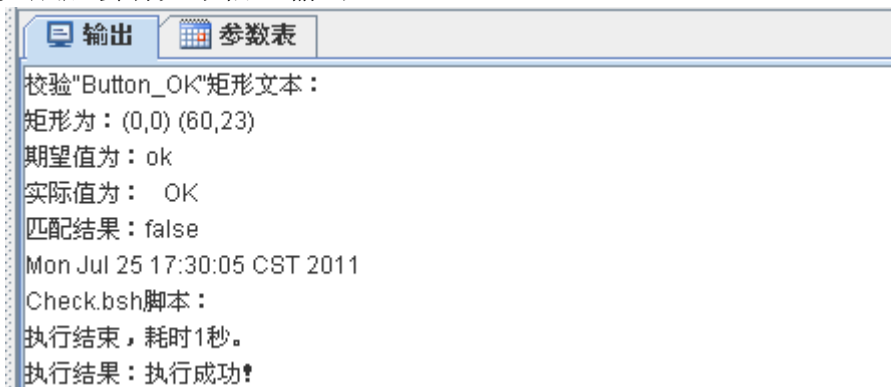 输出 参数表
校验"Button_OK"矩形文本：
矩形为：(0,0) (60,23)
期望值为：ok
实际值为： OK
匹配结果：false
Mon Jul 25 17:30:05 CST 2011
Check.bsh脚本：
执行结束，耗时1秒。
执行结果：执行成功！